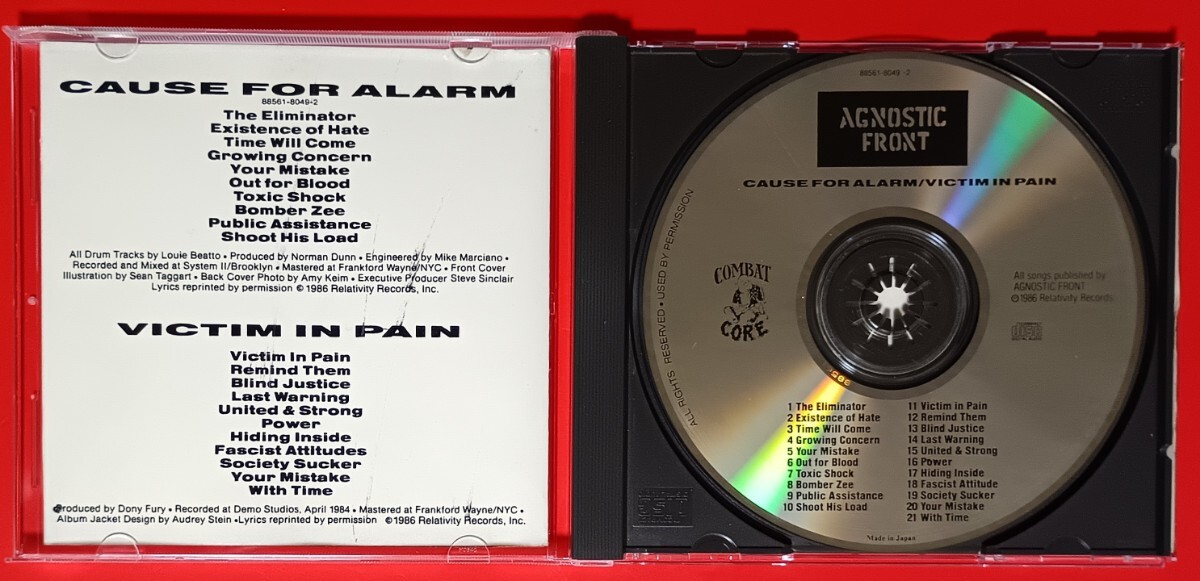 CAUSE FOR ALARM
88561-8049-2
The Eliminator
Existence of Hate
Time Will Come
Growing Concern
Your Mistake
Out for Blood
Toxic Shock
Bomber Zee
Public Assistance
Shoot His Load
All Drum Tracks by Louie Beatto • Produced by Norman Dunn • Engineered by Mike Marciano •
Recorded and Mixed at System II/Brooklyn • Mastered at Frankford Wayne/NYC • Front Cover
Illustration by Sean Taggart • Back Cover Photo by Amy Keim • Executive Producer Steve Sinclair
Lyrics reprinted by permission ©1986 Relativity Records, Inc.
VICTIM IN PAIN
Victim In Pain
Remind Them
Blind Justice
Last Warning
United & Strong
Power
Hiding Inside
Fascist Attitudes
Society Sucker
Your Mistake
With Time
Produced by Dony Fury • Recorded at Demo Studios, April 1984 • Mastered at Frankford Wayne/NYC •
Album Jacket Design by Audrey Stein • Lyrics reprinted by permission ©1986 Relativity Records, Inc.
88561-8049-2
AGNOSTIC
FRONT
CAUSE FOR ALARM/VICTIM IN PAIN
ALL RIGHTS RESERVED • USED BY PERMISSION
COMBAT
CORE
All songs published by
AGNOSTIC FRONT
℗1986 Relativity Records
1 The Eliminator
2 Existence of Hate
3 Time Will Come
4 Growing Concern
5 Your Mistake
6 Out for Blood
7 Toxic Shock
8 Bomber Zee
9 Public Assistance
10 Shoot His Load
11 Victim in Pain
12 Remind Them
13 Blind Justice
14 Last Warning
15 United & Strong
16 Power
17 Hiding Inside
18 Fascist Attitude
19 Society Sucker
20 Your Mistake
21 With Time
Made in Japan